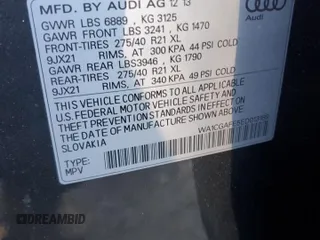 MFD BY AUDI AG 12 13
GVWR LBS 6889 , KG 3125
GAWR FRONT LBS 3241 , KG 1470
FRONT-TIRES 275/40 R21 XL
9JX21 RIMS, AT 300 KPA 44 PSI COLD
GAWR REAR LBS3946 , KG 1790
REAR-TIRES 275/40 R21 XL
9JX21 RIMS, AT 340 KPA 49 PSI COLD
THIS VEHICLE CONFORMS TO ALL APPLICABLE
U.S. FEDERAL MOTOR VEHICLE SAFETY AND
THEFT PREVENTION STANDARDS IN EFFECT ON
THE DATE OF MANUFACTURE SHOWN ABOVE.
SLOVAKIA
TYPE:
MPV
Audi
© DREAMBID
dreambid.com